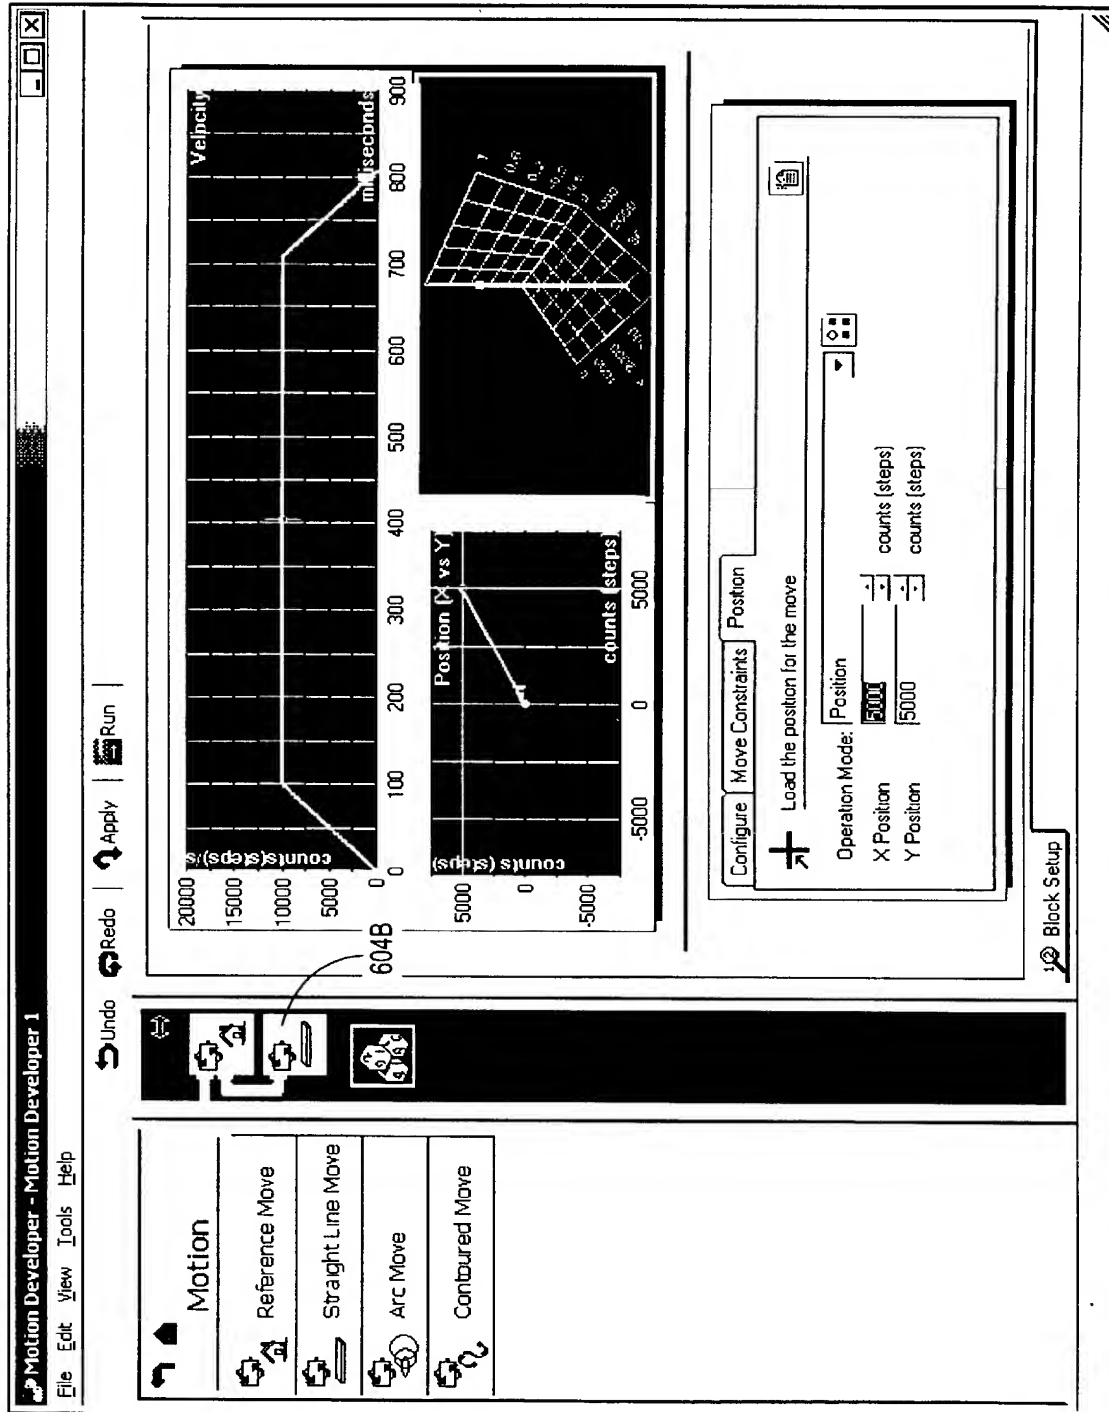 Motion Developer - Motion Developer 1
File Edit View Tools Help
Undo Redo Apply Run
Motion
Reference Move
Straight Line Move
Arc Move
Contoured Move
604B
20000
15000
10000
5000
0
counts(steps)/s
Velocity
milliseconds
0 100 200 300 400 500 600 700 800 900
5000
0
-5000
counts (steps)
Position (X vs Y)
counts (steps)
-5000 0 5000
Configure Move Constraints Position
Load the position for the move
Operation Mode: Position
X Position 5000 counts (steps)
Y Position 5000 counts (steps)
Block Setup